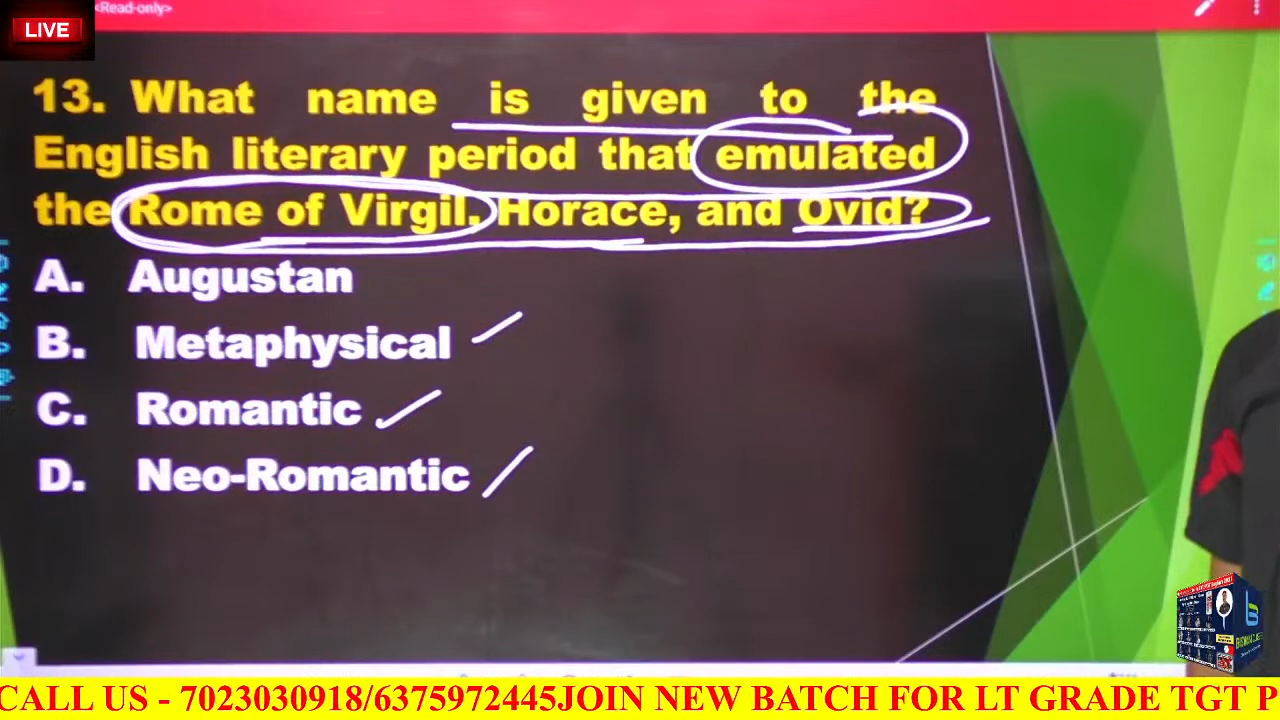 <Read-only>
LIVE
13. What name is given to the
English literary period that emulated
the Rome of Virgil, Horace, and Ovid?
A. Augustan
B. Metaphysical
C. Romantic
D. Neo-Romantic
CALL US - 7023030918/6375972445JOIN NEW BATCH FOR LT GRADE TGT P